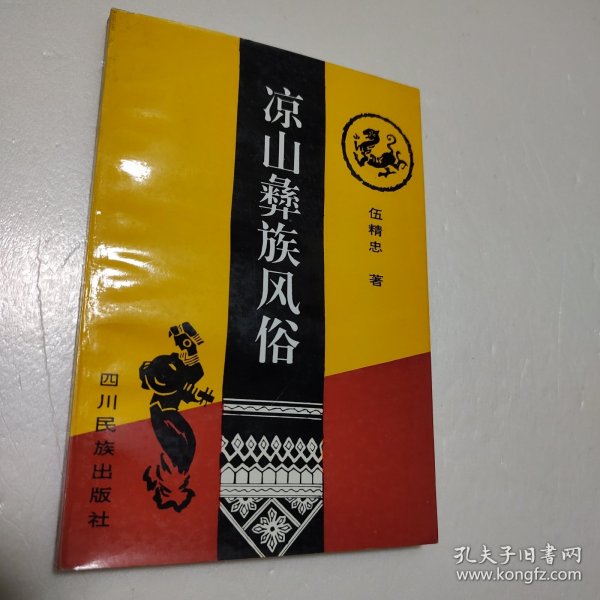 凉山彝族风俗
伍精忠 著
四川民族出版社
孔夫子旧书网
www.kongfz.com